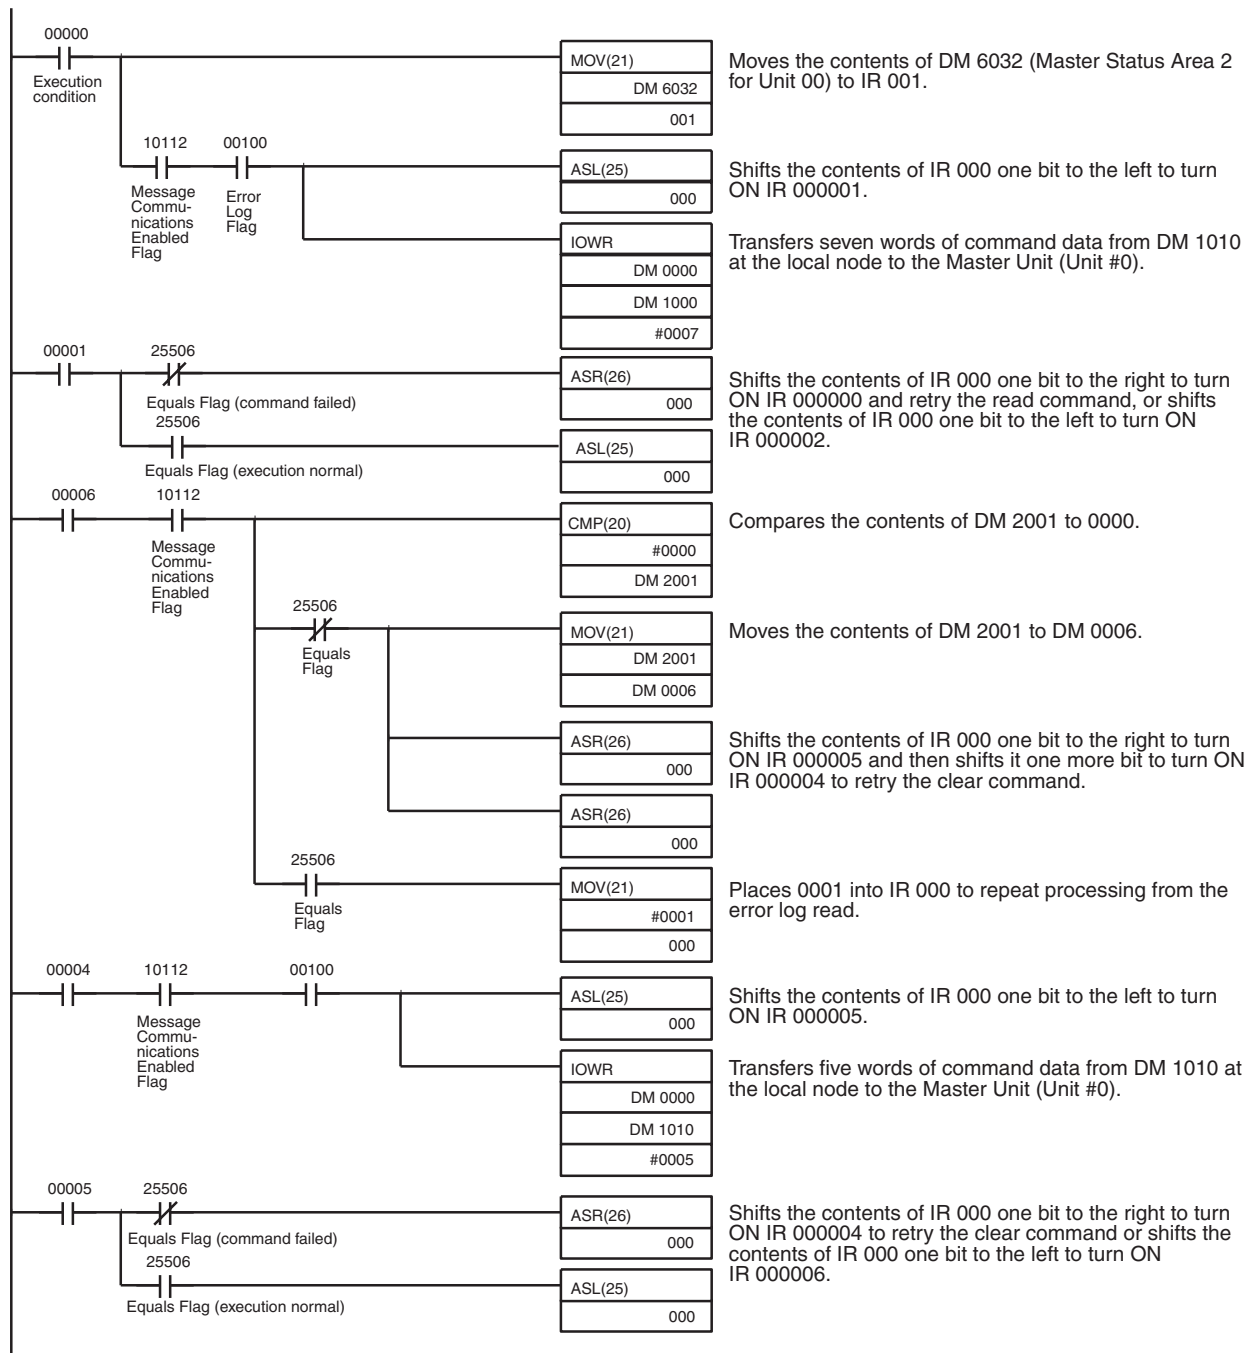 00000
Execution
condition
MOV(21)
DM 6032
001
Moves the contents of DM 6032 (Master Status Area 2
for Unit 00) to IR 001.
10112
00100
Message
Commu-
nications
Enabled
Flag
Error
Log
Flag
ASL(25)
000
Shifts the contents of IR 000 one bit to the left to turn
ON IR 000001.
IOWR
DM 0000
DM 1000
#0007
Transfers seven words of command data from DM 1010
at the local node to the Master Unit (Unit #0).
00001
25506
Equals Flag (command failed)
25506
Equals Flag (execution normal)
ASR(26)
000
ASL(25)
000
Shifts the contents of IR 000 one bit to the right to turn
ON IR 000000 and retry the read command, or shifts
the contents of IR 000 one bit to the left to turn ON
IR 000002.
00006
10112
Message
Commu-
nications
Enabled
Flag
CMP(20)
#0000
DM 2001
Compares the contents of DM 2001 to 0000.
25506
Equals
Flag
MOV(21)
DM 2001
DM 0006
Moves the contents of DM 2001 to DM 0006.
ASR(26)
000
Shifts the contents of IR 000 one bit to the right to turn
ON IR 000005 and then shifts it one more bit to turn ON
IR 000004 to retry the clear command.
ASR(26)
000
25506
Equals
Flag
MOV(21)
#0001
000
Places 0001 into IR 000 to repeat processing from the
error log read.
00004
10112
00100
Message
Commu-
nications
Enabled
Flag
ASL(25)
000
Shifts the contents of IR 000 one bit to the left to turn
ON IR 000005.
IOWR
DM 0000
DM 1010
#0005
Transfers five words of command data from DM 1010 at
the local node to the Master Unit (Unit #0).
00005
25506
Equals Flag (command failed)
25506
Equals Flag (execution normal)
ASR(26)
000
ASL(25)
000
Shifts the contents of IR 000 one bit to the right to turn
ON IR 000004 to retry the clear command or shifts the
contents of IR 000 one bit to the left to turn ON
IR 000006.